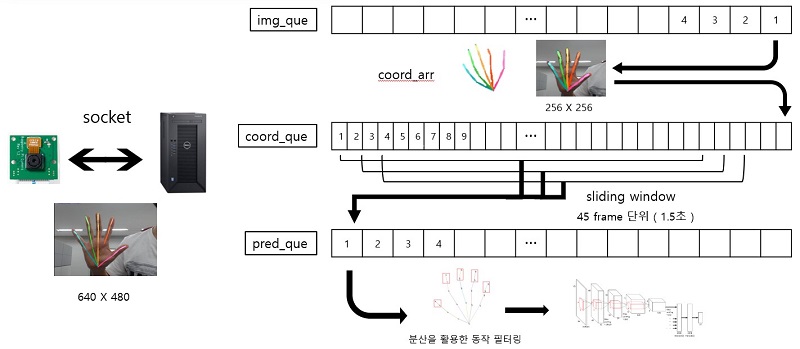 img_que
...
4 3 2 1
coord_arr
256 X 256
socket
coord_que
1 2 3 4 5 6 7 8 9
...
sliding window
45 frame 단위 ( 1.5초 )
pred_que
1 2 3 4
...
640 X 480
분산을 활용한 동작 필터링